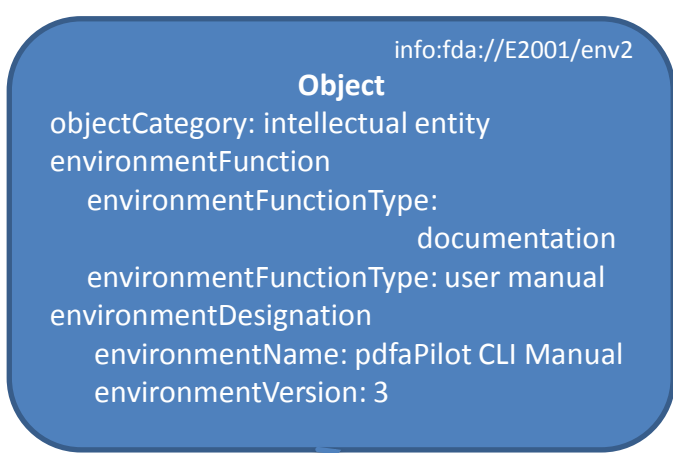 info:fda://E2001/env2
Object
objectCategory: intellectual entity
environmentFunction
environmentFunctionType:
documentation
environmentFunctionType: user manual
environmentDesignation
environmentName: pdfaPilot CLI Manual
environmentVersion: 3